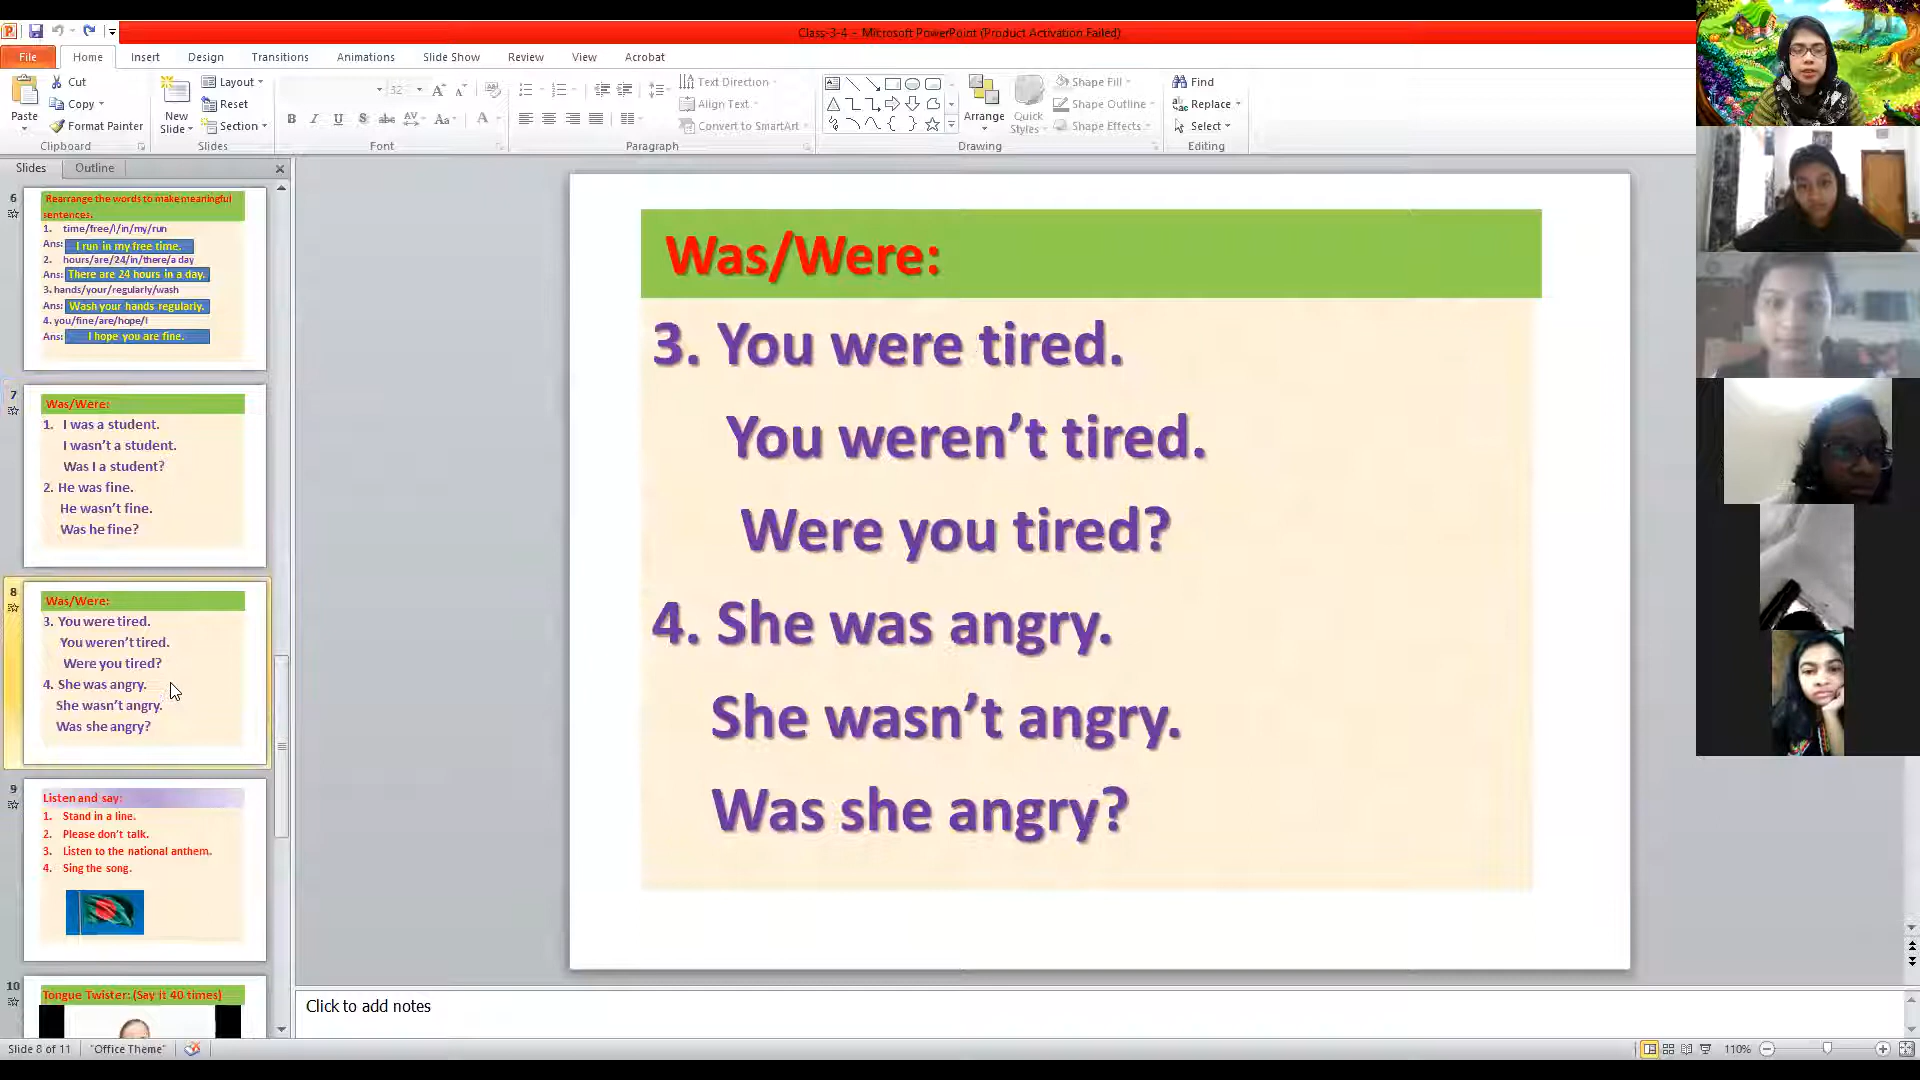 Class-3-4 - Microsoft PowerPoint (Product Activation Failed)
File Home Insert Design Transitions Animations Slide Show Review View Acrobat
Paste
Cut
Copy
Format Painter
Clipboard
New
Slide
Layout
Reset
Section
Slides
32
Font
Text Direction
Align Text
Convert to SmartArt
Paragraph
Arrange
Quick
Styles
Shape Fill
Shape Outline
Shape Effects
Drawing
Find
Replace
Select
Editing
Slides Outline
6
Rearrange the words to make meaningful
sentences.
1. time/free/I/in/my/run
Ans: I run in my free time.
2. hours/are/24/in/there/a day
Ans: There are 24 hours in a day.
3. hands/your/regularly/wash
Ans: Wash your hands regularly.
4. you/fine/are/hope/I
Ans: I hope you are fine.
7
Was/Were:
1. I was a student.
I wasn't a student.
Was I a student?
2. He was fine.
He wasn't fine.
Was he fine?
8
Was/Were:
3. You were tired.
You weren't tired.
Were you tired?
4. She was angry.
She wasn't angry.
Was she angry?
9
Listen and say:
1. Stand in a line.
2. Please don't talk.
3. Listen to the national anthem.
4. Sing the song.
10
Tongue Twister: (Say it 40 times)
Was/Were:
3. You were tired.
You weren't tired.
Were you tired?
4. She was angry.
She wasn't angry.
Was she angry?
Click to add notes
Slide 8 of 11 "Office Theme" 110%